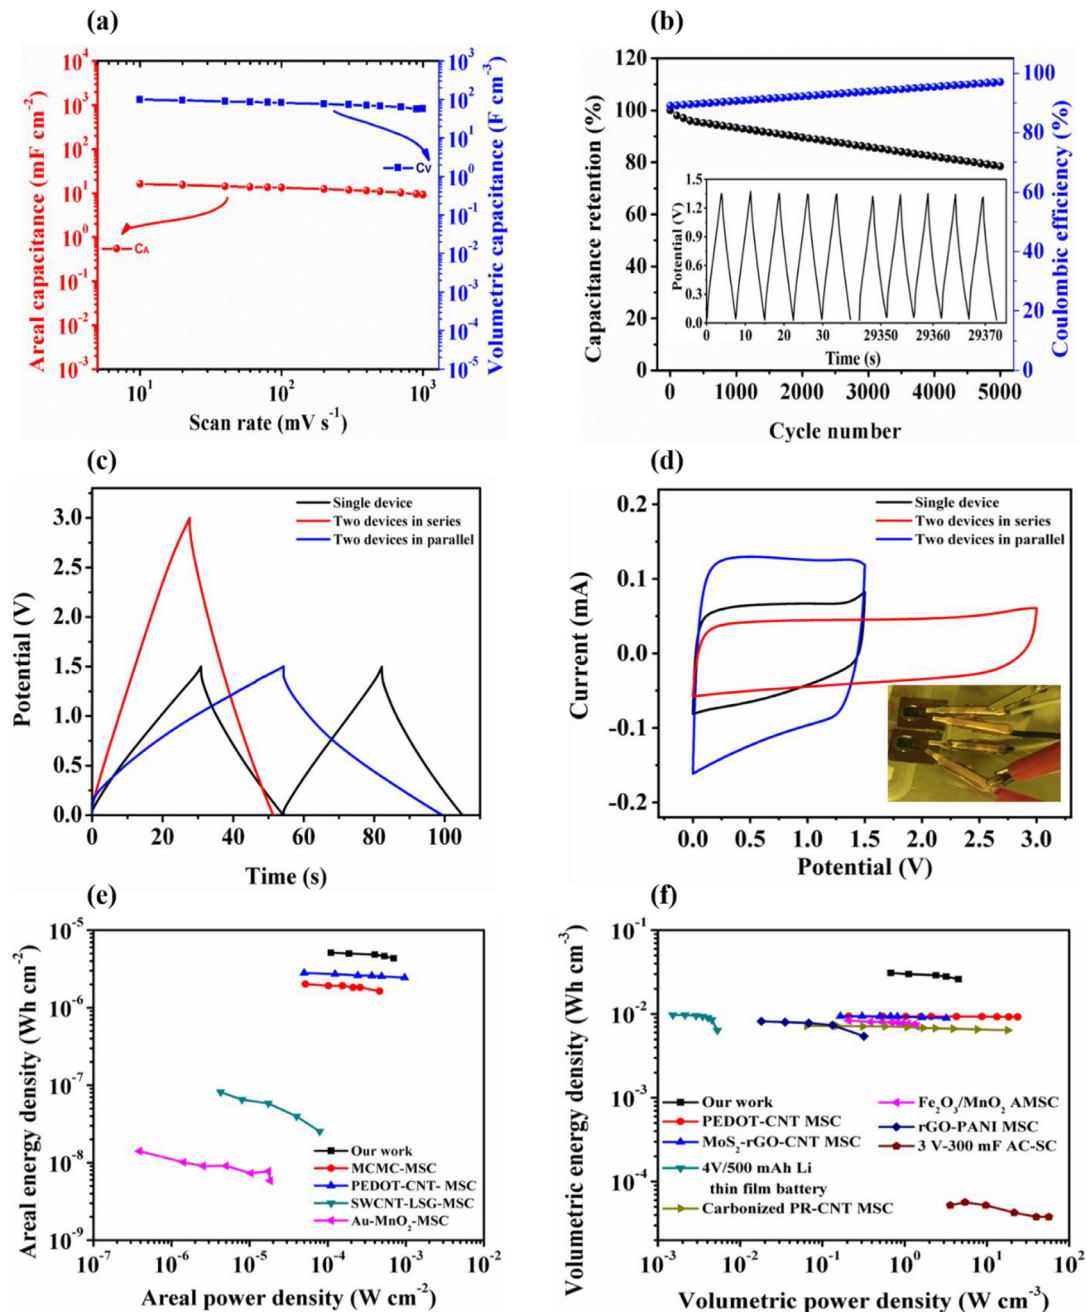 (a)
Areal capacitance (mF cm⁻²)
10⁴
10³
10²
10¹
10⁰
10⁻¹
10⁻²
10⁻³
C_A
C_V
10³
10²
10¹
10⁰
10⁻¹
10⁻²
10⁻³
10⁻⁴
10⁻⁵
Volumetric capacitance (F cm⁻³)
10¹
10²
10³
Scan rate (mV s⁻¹)
(b)
Capacitance retention (%)
120
100
80
60
40
20
0
100
80
60
40
20
0
Coulombic efficiency (%)
Potential (V)
1.5
1.2
0.9
0.6
0.3
0.0
0
10
20
30
29350
29360
29370
Time (s)
0
1000
2000
3000
4000
5000
Cycle number
(c)
Potential (V)
3.0
2.5
2.0
1.5
1.0
0.5
0.0
Single device
Two devices in series
Two devices in parallel
0
20
40
60
80
100
Time (s)
(d)
Current (mA)
0.2
0.1
0.0
-0.1
-0.2
Single device
Two devices in series
Two devices in parallel
0.0
0.5
1.0
1.5
2.0
2.5
3.0
Potential (V)
(e)
Areal energy density (Wh cm⁻²)
10⁻⁵
10⁻⁶
10⁻⁷
10⁻⁸
10⁻⁹
Our work
MCMC-MSC
PEDOT-CNT- MSC
SWCNT-LSG-MSC
Au-MnO₂-MSC
10⁻⁷
10⁻⁶
10⁻⁵
10⁻⁴
10⁻³
10⁻²
Areal power density (W cm⁻²)
(f)
Volumetric energy density (Wh cm⁻³)
10⁻¹
10⁻²
10⁻³
10⁻⁴
Our work
PEDOT-CNT MSC
MoS₂-rGO-CNT MSC
4V/500 mAh Li
thin film battery
Carbonized PR-CNT MSC
Fe₂O₃/MnO₂ AMSC
rGO-PANI MSC
3 V-300 mF AC-SC
10⁻³
10⁻²
10⁻¹
10⁰
10¹
10²
Volumetric power density (W cm⁻³)